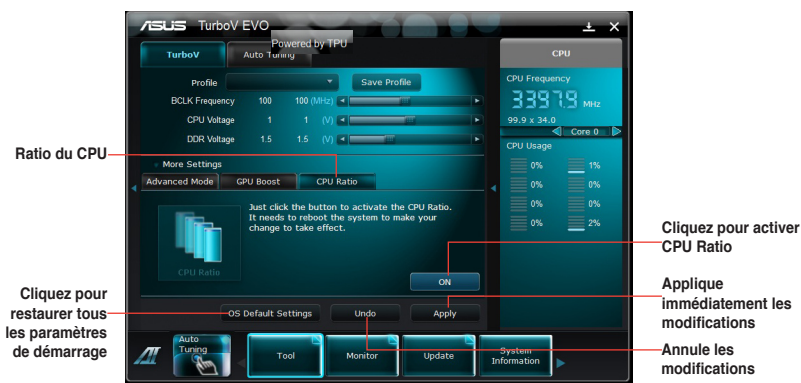 ASUS TurboV EVO
Powered by TPU
TurboV
Auto Tuning
CPU
Profile
Save Profile
BCLK Frequency 100 100 (MHz)
CPU Voltage 1 1 (V)
DDR Voltage 1.5 1.5 (V)
CPU Frequency
3397.9 MHz
99.9 x 34.0
Core 0
CPU Usage
0% 1%
0% 0%
0% 0%
0% 2%
More Settings
Advanced Mode
GPU Boost
CPU Ratio
Just click the button to activate the CPU Ratio.
It needs to reboot the system to make your
change to take effect.
CPU Ratio
ON
OS Default Settings
Undo
Apply
Auto
Tuning
Tool
Monitor
Update
System
Information
Ratio du CPU
Cliquez pour
restaurer tous
les paramètres
de démarrage
Cliquez pour activer
CPU Ratio
Applique
immédiatement les
modifications
Annule les
modifications